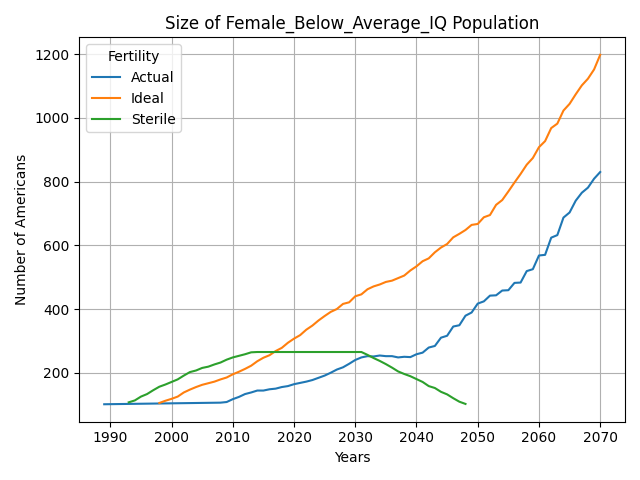 Size of Female_Below_Average_IQ Population
Fertility
Actual
Ideal
Sterile
Number of Americans
1200
1000
800
600
400
200
1990 2000 2010 2020 2030 2040 2050 2060 2070
Years